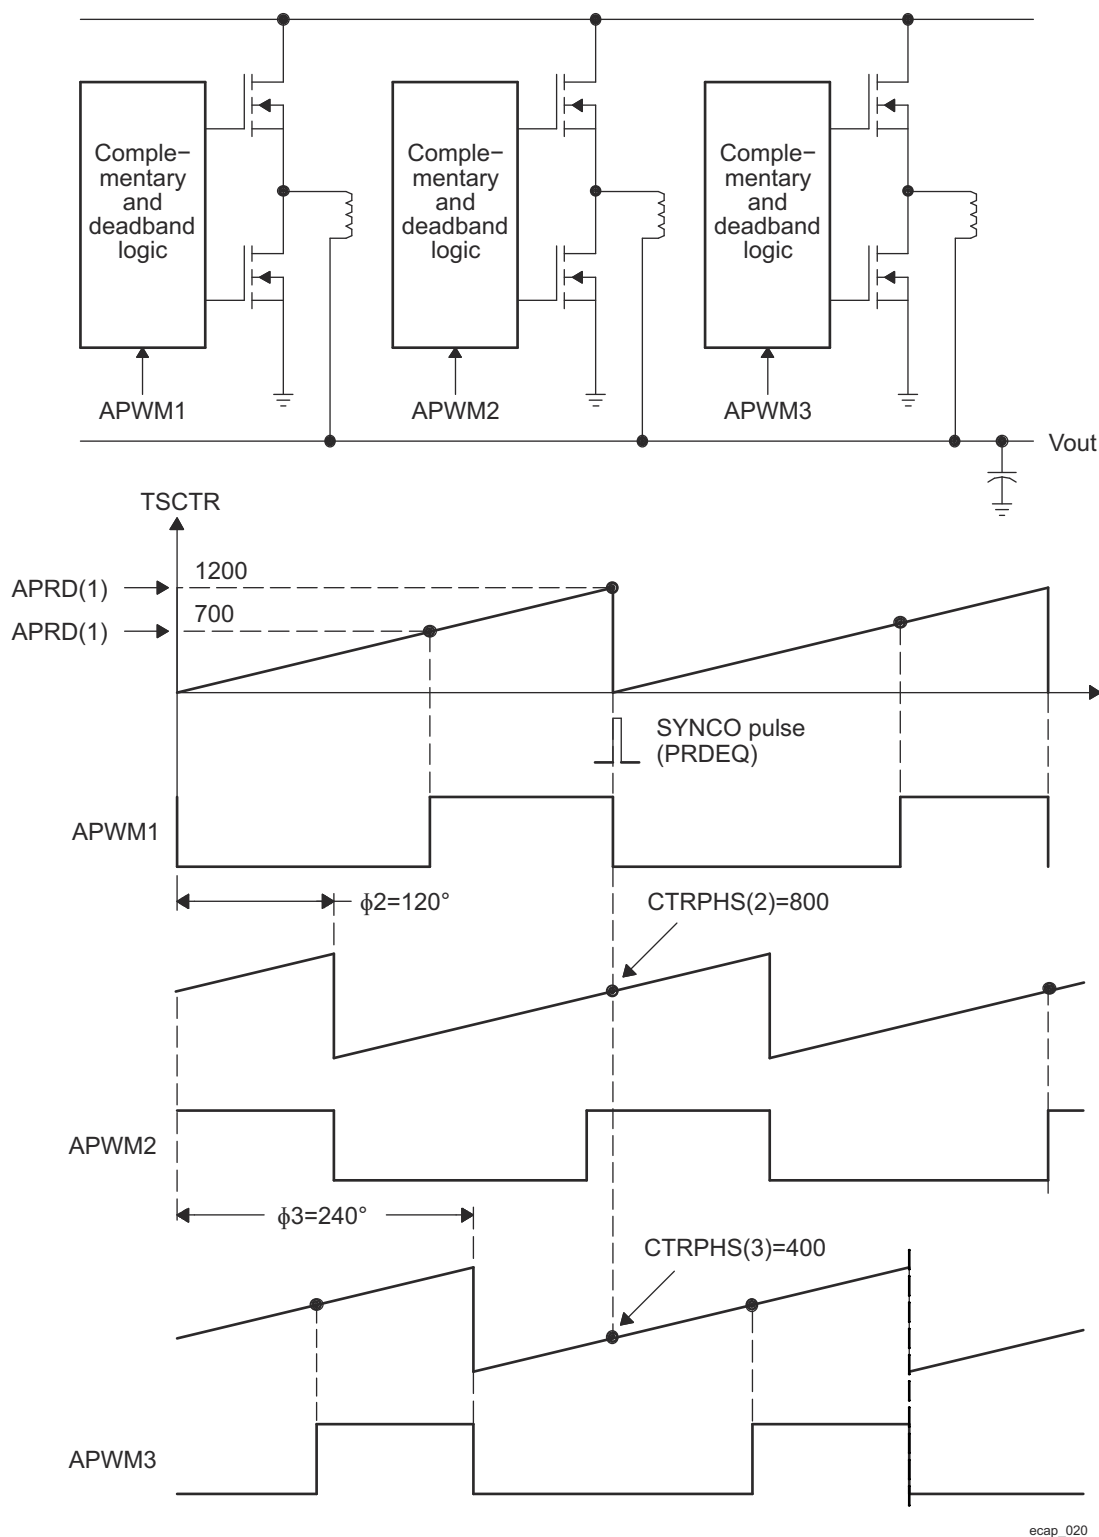 Comple−
mentary
and
deadband
logic
Comple−
mentary
and
deadband
logic
Comple−
mentary
and
deadband
logic
APWM1
APWM2
APWM3
Vout
TSCTR
APRD(1)
1200
APRD(1)
700
SYNCO pulse
(PRDEQ)
APWM1
ϕ2=120°
CTRPHS(2)=800
APWM2
ϕ3=240°
CTRPHS(3)=400
APWM3
ecap_020